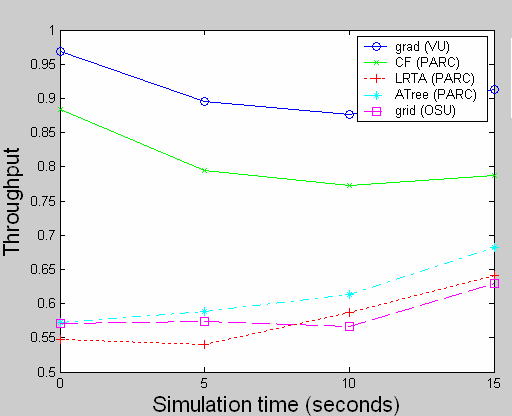 1
0.95
0.9
0.85
0.8
0.75
0.7
0.65
0.6
0.55
0.5
Throughput
grad (VU)
CF (PARC)
LRTA (PARC)
ATree (PARC)
grid (OSU)
0 5 10 15
Simulation time (seconds)